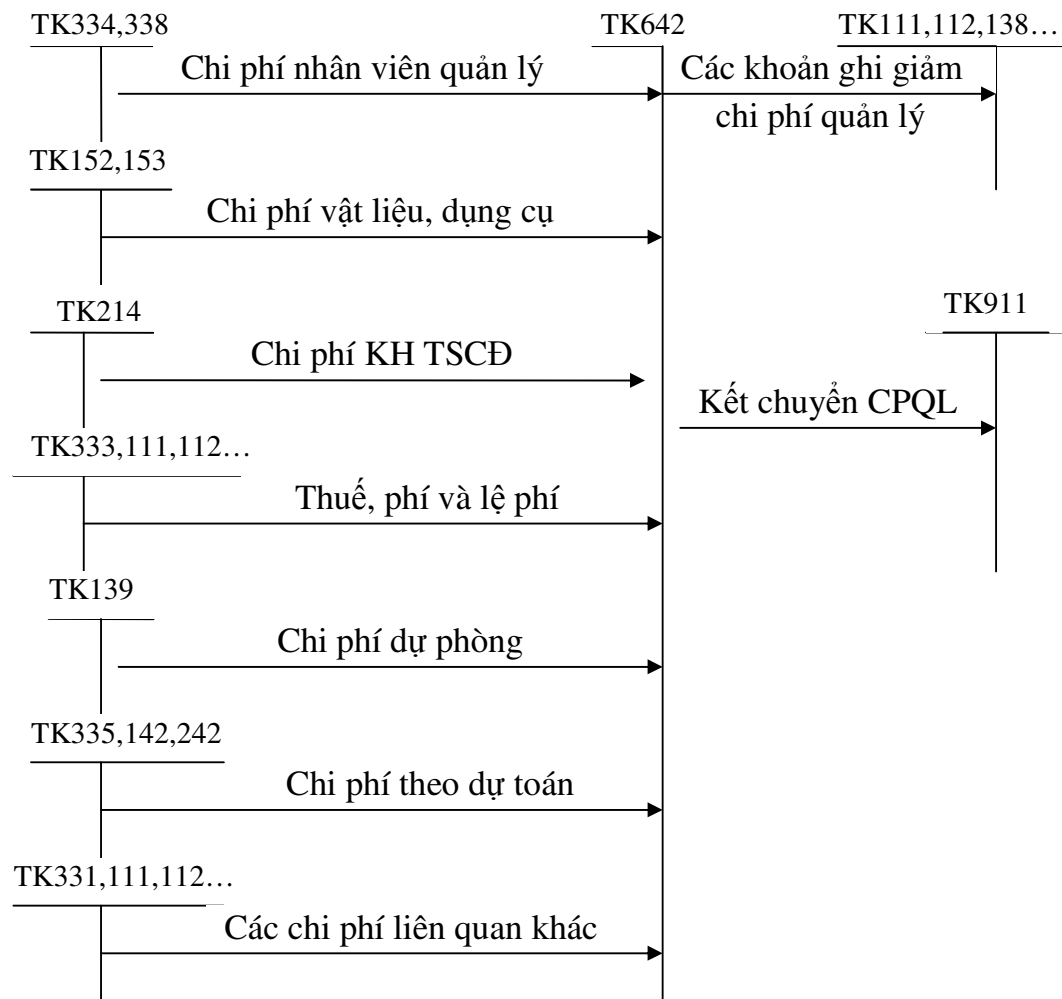 TK334,338
TK642
TK111,112,138…
Chi phí nhân viên quản lý
Các khoản ghi giảm
chi phí quản lý
TK152,153
Chi phí vật liệu, dụng cụ
TK214
TK911
Chi phí KH TSCĐ
Kết chuyển CPQL
TK333,111,112…
Thuế, phí và lệ phí
TK139
Chi phí dự phòng
TK335,142,242
Chi phí theo dự toán
TK331,111,112…
Các chi phí liên quan khác